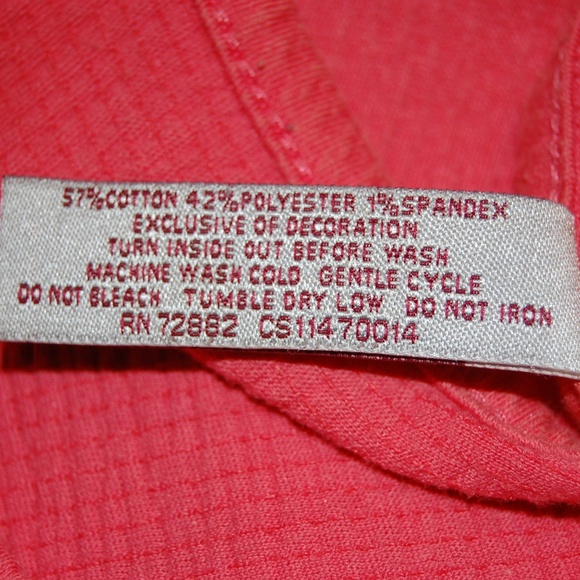 57%COTTON 42%POLYESTER 1%SPANDEX
EXCLUSIVE OF DECORATION
TURN INSIDE OUT BEFORE WASH
MACHINE WASH COLD GENTLE CYCLE
DO NOT BLEACH TUMBLE DRY LOW DO NOT IRON
RN 72882 CS11470014